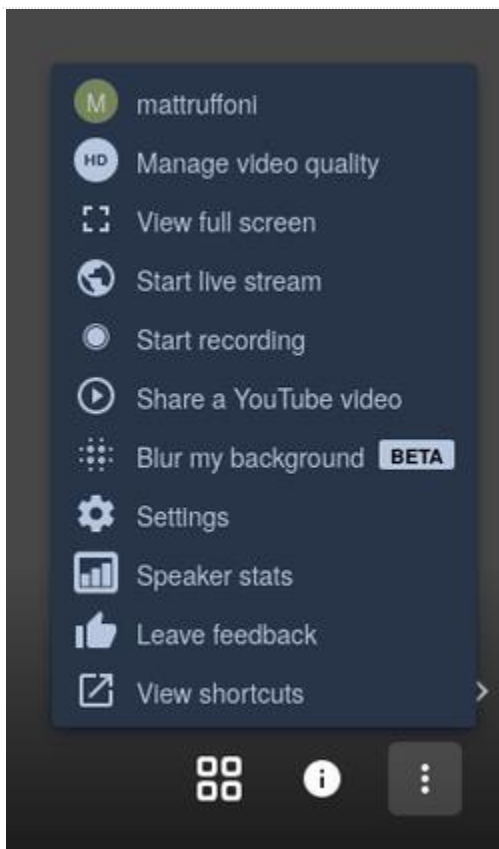 M mattruffoni
HD Manage video quality
View full screen
Start live stream
Start recording
Share a YouTube video
Blur my background BETA
Settings
Speaker stats
Leave feedback
View shortcuts